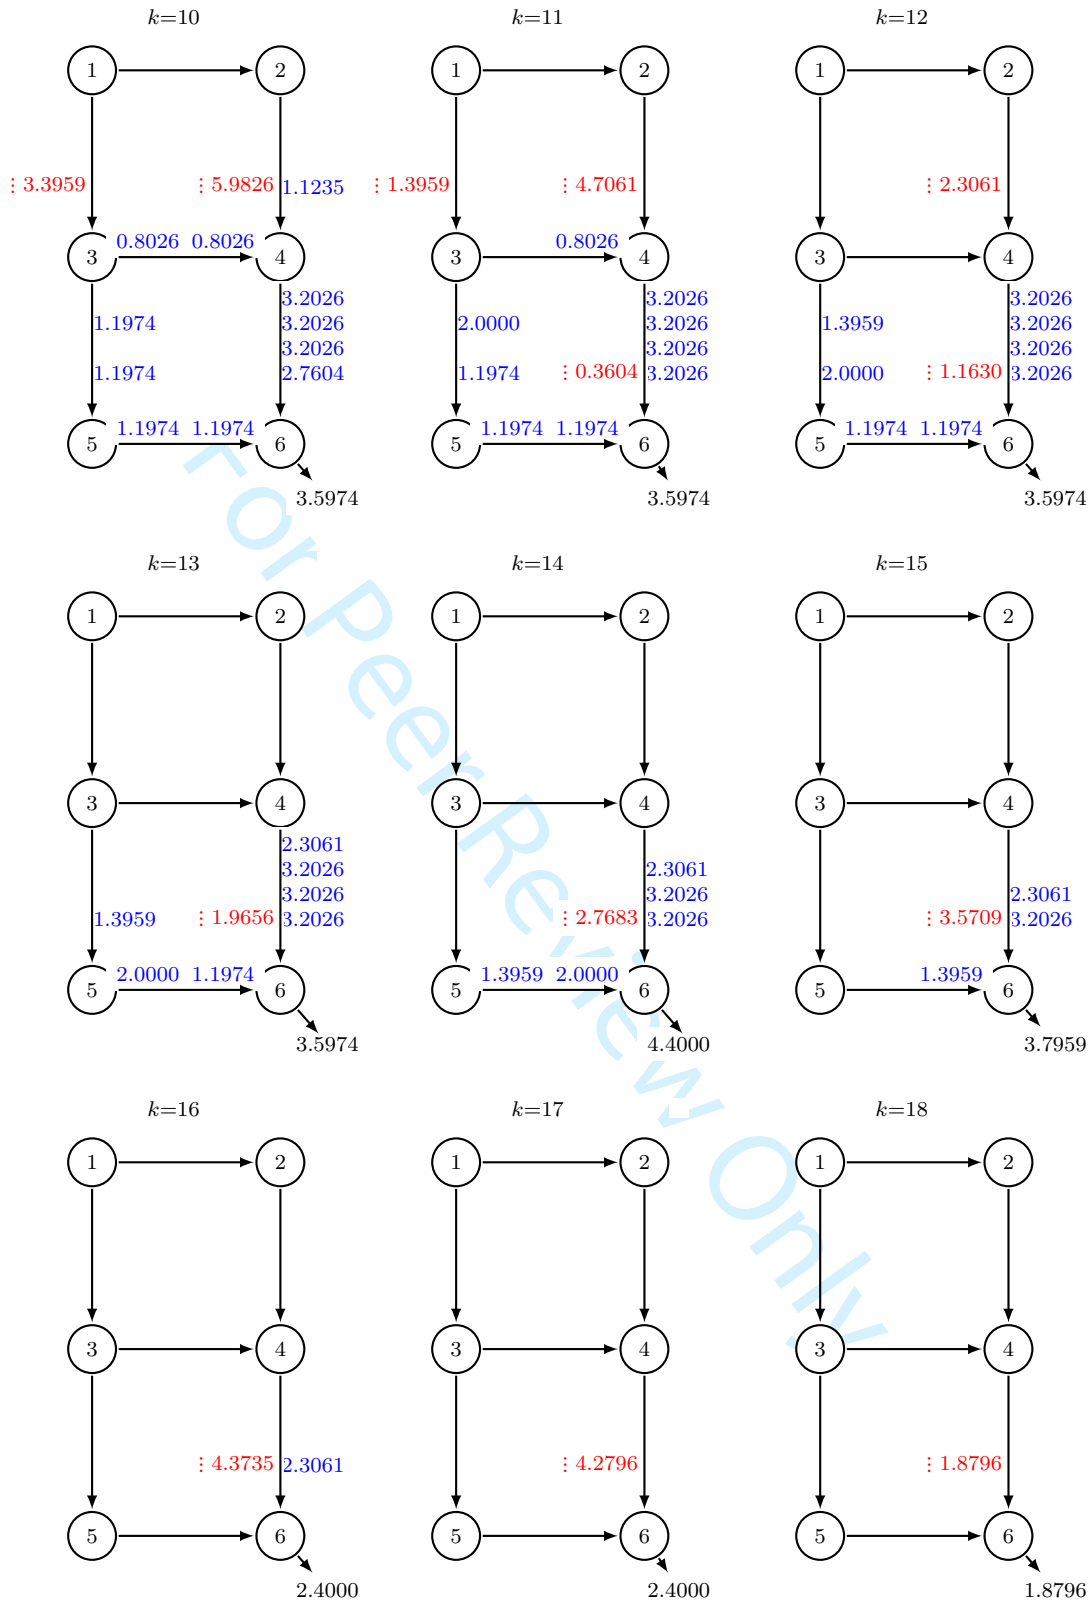 k=10 k=11 k=12
1 2 1 2 1 2
⋮ 3.3959 ⋮ 5.9826 1.1235 ⋮ 1.3959 ⋮ 4.7061 ⋮ 2.3061
0.8026 0.8026 0.8026
3 4 3 4 3 4
3.2026 3.2026 3.2026
1.1974 3.2026 2.0000 3.2026 1.3959 3.2026
3.2026 3.2026 3.2026
1.1974 2.7604 1.1974 ⋮ 0.3604 3.2026 2.0000 ⋮ 1.1630 3.2026
1.1974 1.1974 1.1974 1.1974 1.1974 1.1974
5 6 5 6 5 6
3.5974 3.5974 3.5974
k=13 k=14 k=15
1 2 1 2 1 2
3 4 3 4 3 4
2.3061
3.2026 2.3061
3.2026 3.2026 2.3061
1.3959 ⋮ 1.9656 3.2026 ⋮ 2.7683 3.2026 ⋮ 3.5709 3.2026
2.0000 1.1974 1.3959 2.0000 1.3959
5 6 5 6 5 6
3.5974 4.4000 3.7959
k=16 k=17 k=18
1 2 1 2 1 2
3 4 3 4 3 4
⋮ 4.3735 2.3061 ⋮ 4.2796 ⋮ 1.8796
5 6 5 6 5 6
2.4000 2.4000 1.8796
For Peer Review Only